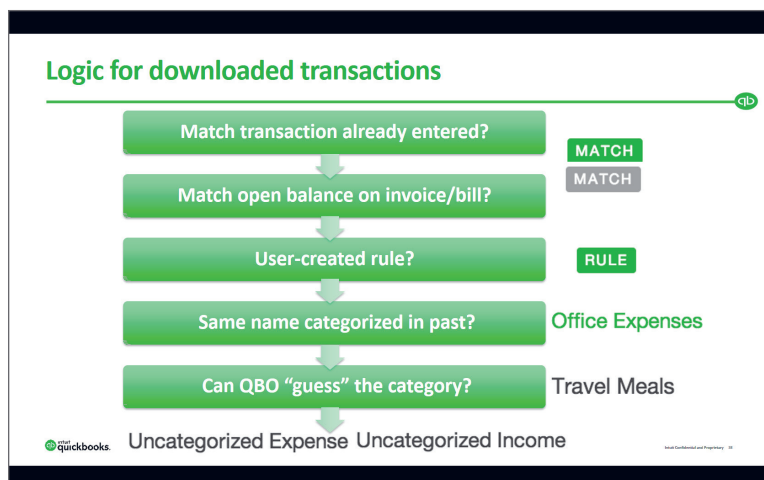 Logic for downloaded transactions
qb
Match transaction already entered?
MATCH
MATCH
Match open balance on invoice/bill?
User-created rule?
RULE
Same name categorized in past?
Office Expenses
Can QBO “guess” the category?
Travel Meals
Uncategorized Expense
Uncategorized Income
qb
intuit
quickbooks.
Intuit Confidential and Proprietary